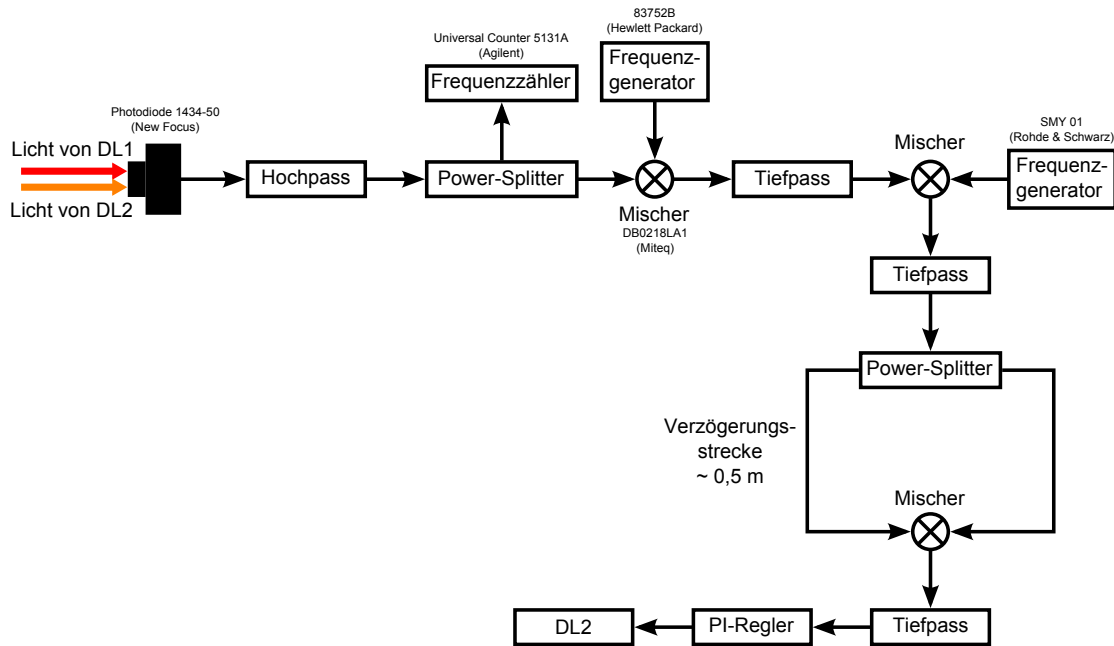 83752B
(Hewlett Packard)
Universal Counter 5131A
(Agilent)
Frequenz-
generator
Frequenzzähler
Photodiode 1434-50
(New Focus)
SMY 01
(Rohde & Schwarz)
Licht von DL1
Licht von DL2
Hochpass
Power-Splitter
Mischer
DB0218LA1
(Miteq)
Tiefpass
Mischer
Frequenz-
generator
Tiefpass
Power-Splitter
Verzögerungs-
strecke
~ 0,5 m
Mischer
DL2
PI-Regler
Tiefpass